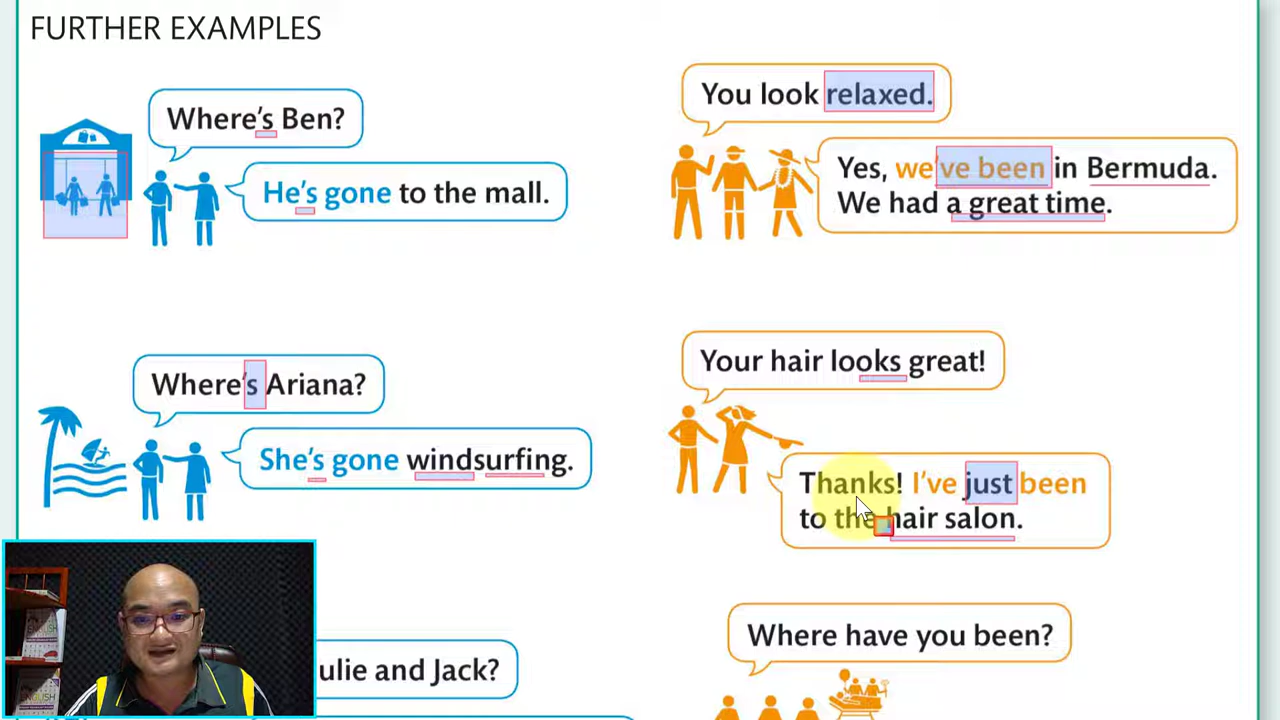 FURTHER EXAMPLES
Where's Ben?
He's gone to the mall.
You look relaxed.
Yes, we've been in Bermuda.
We had a great time.
Where's Ariana?
She's gone windsurfing.
Your hair looks great!
Thanks! I've just been
to the hair salon.
ulie and Jack?
Where have you been?